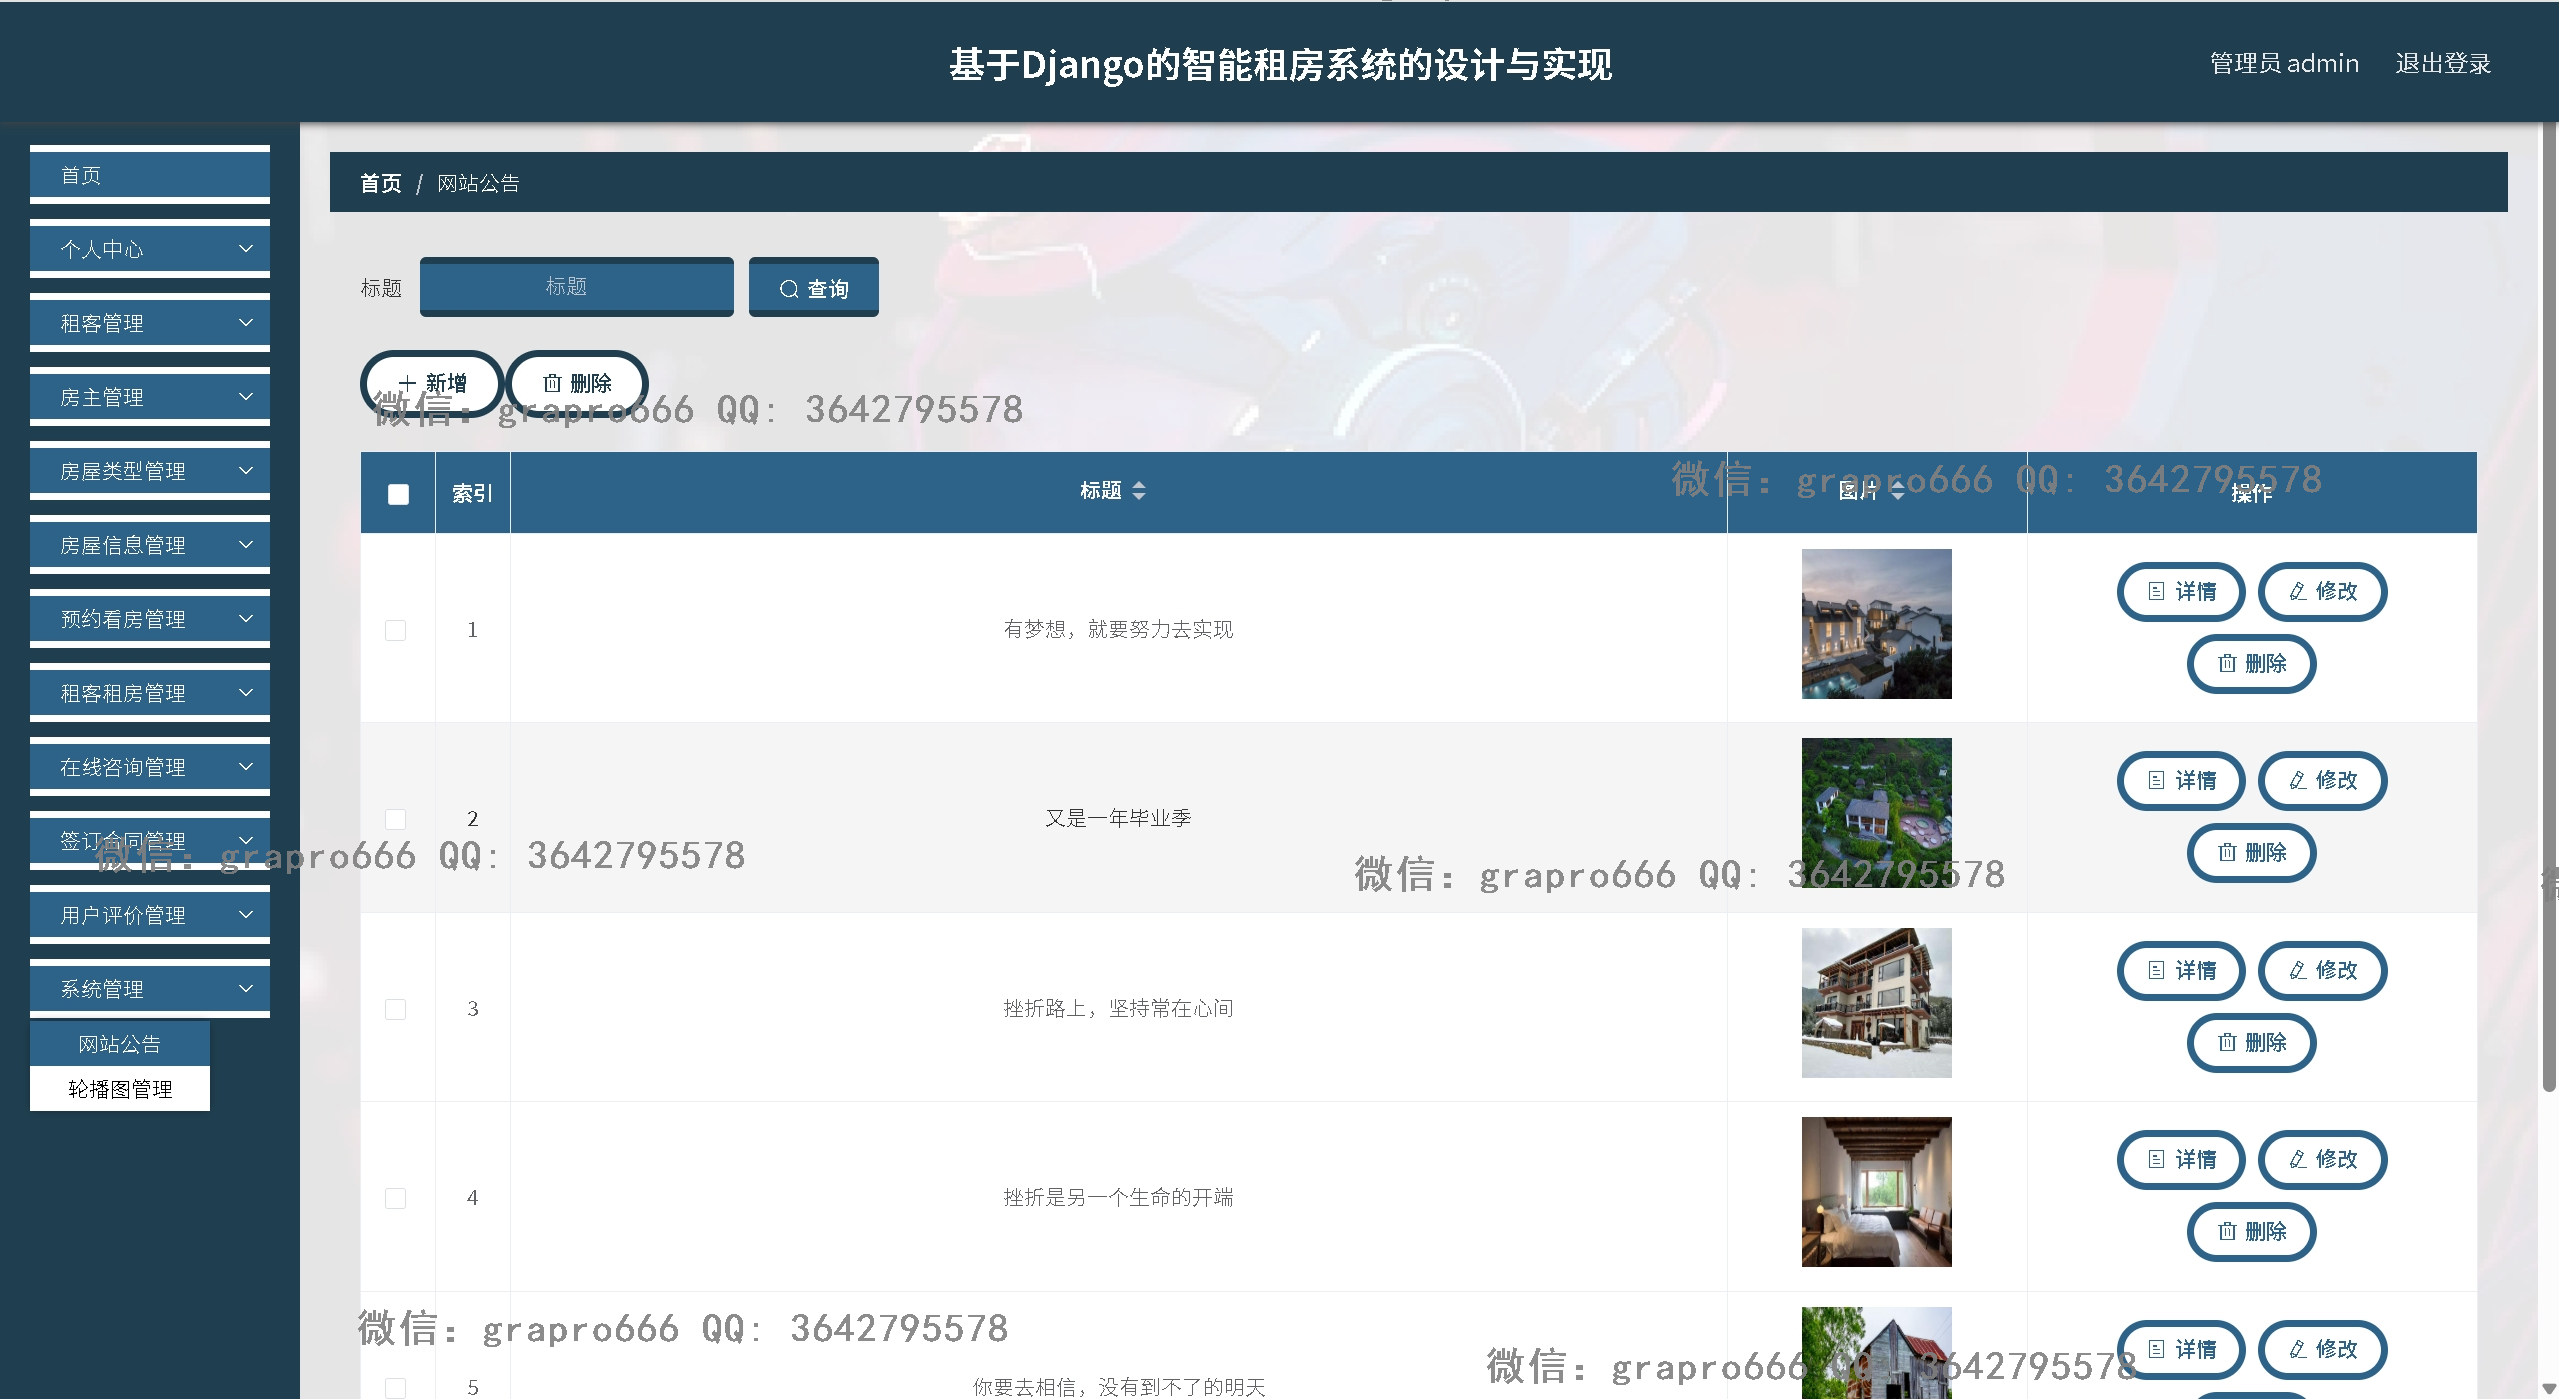 基于Django的智能租房系统的设计与实现
管理员 admin 退出登录
首页
个人中心
租客管理
房主管理
房屋类型管理
房屋信息管理
预约看房管理
租客租房管理
在线咨询管理
签订合同管理
用户评价管理
系统管理
网站公告
轮播图管理
首页 / 网站公告
标题 标题 查询
新增 删除
微信：grapro666 QQ: 3642795578
索引 标题 图片 操作
微信：grapro666 QQ: 3642795578
1 有梦想，就要努力去实现 详情 修改
删除
2 又是一年毕业季 详情 修改
删除
微信：grapro666 QQ: 3642795578
微信：grapro666 QQ: 3642795578
3 挫折路上，坚持常在心间 详情 修改
删除
4 挫折是另一个生命的开端 详情 修改
删除
微信：grapro666 QQ: 3642795578
详情 修改
微信：grapro666 QQ: 3642795578
5 你要去相信，没有到不了的明天